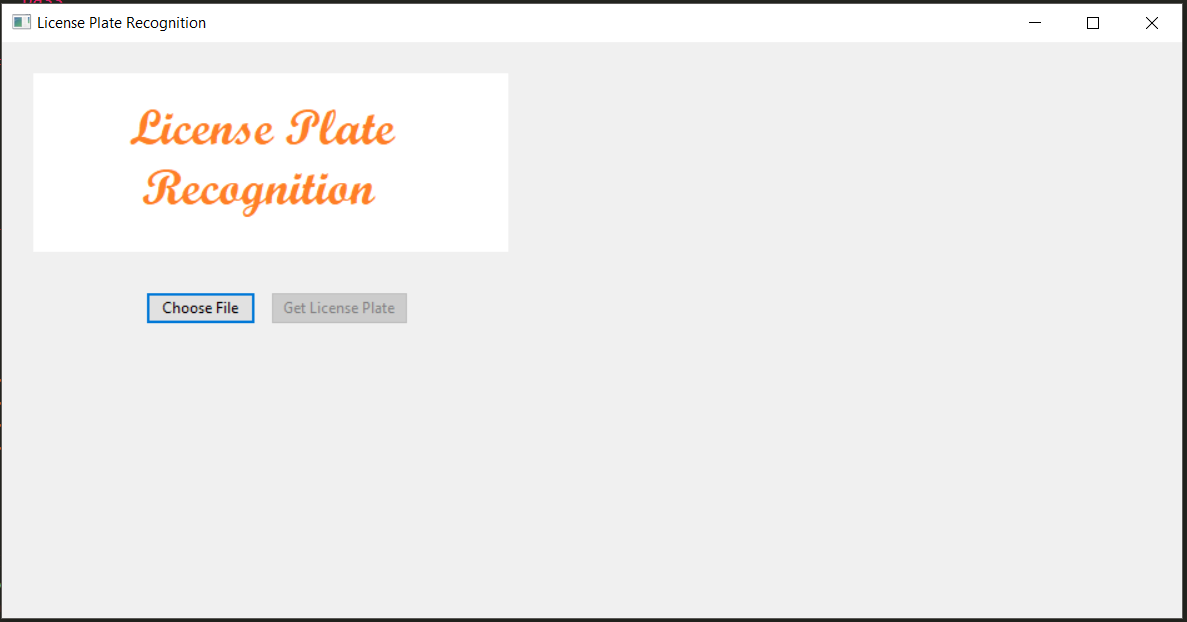 License Plate Recognition
License Plate
Recognition
Choose File
Get License Plate